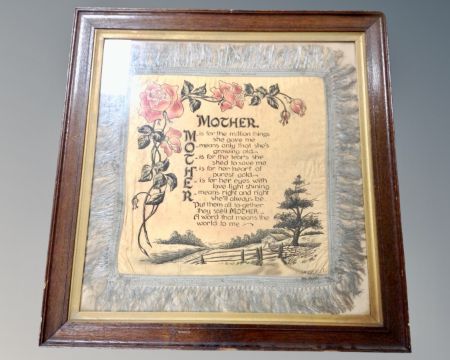 MOTHER.
M is for the million things
she gave me
O means only that she's
growing old
T is for the tears she
shed to save me
H is for her heart of
purest gold
E is for her eyes with
love light shining
R means right and right
she'll always be
Put them all to-gether
they spell MOTHER
A word that means the
world to me